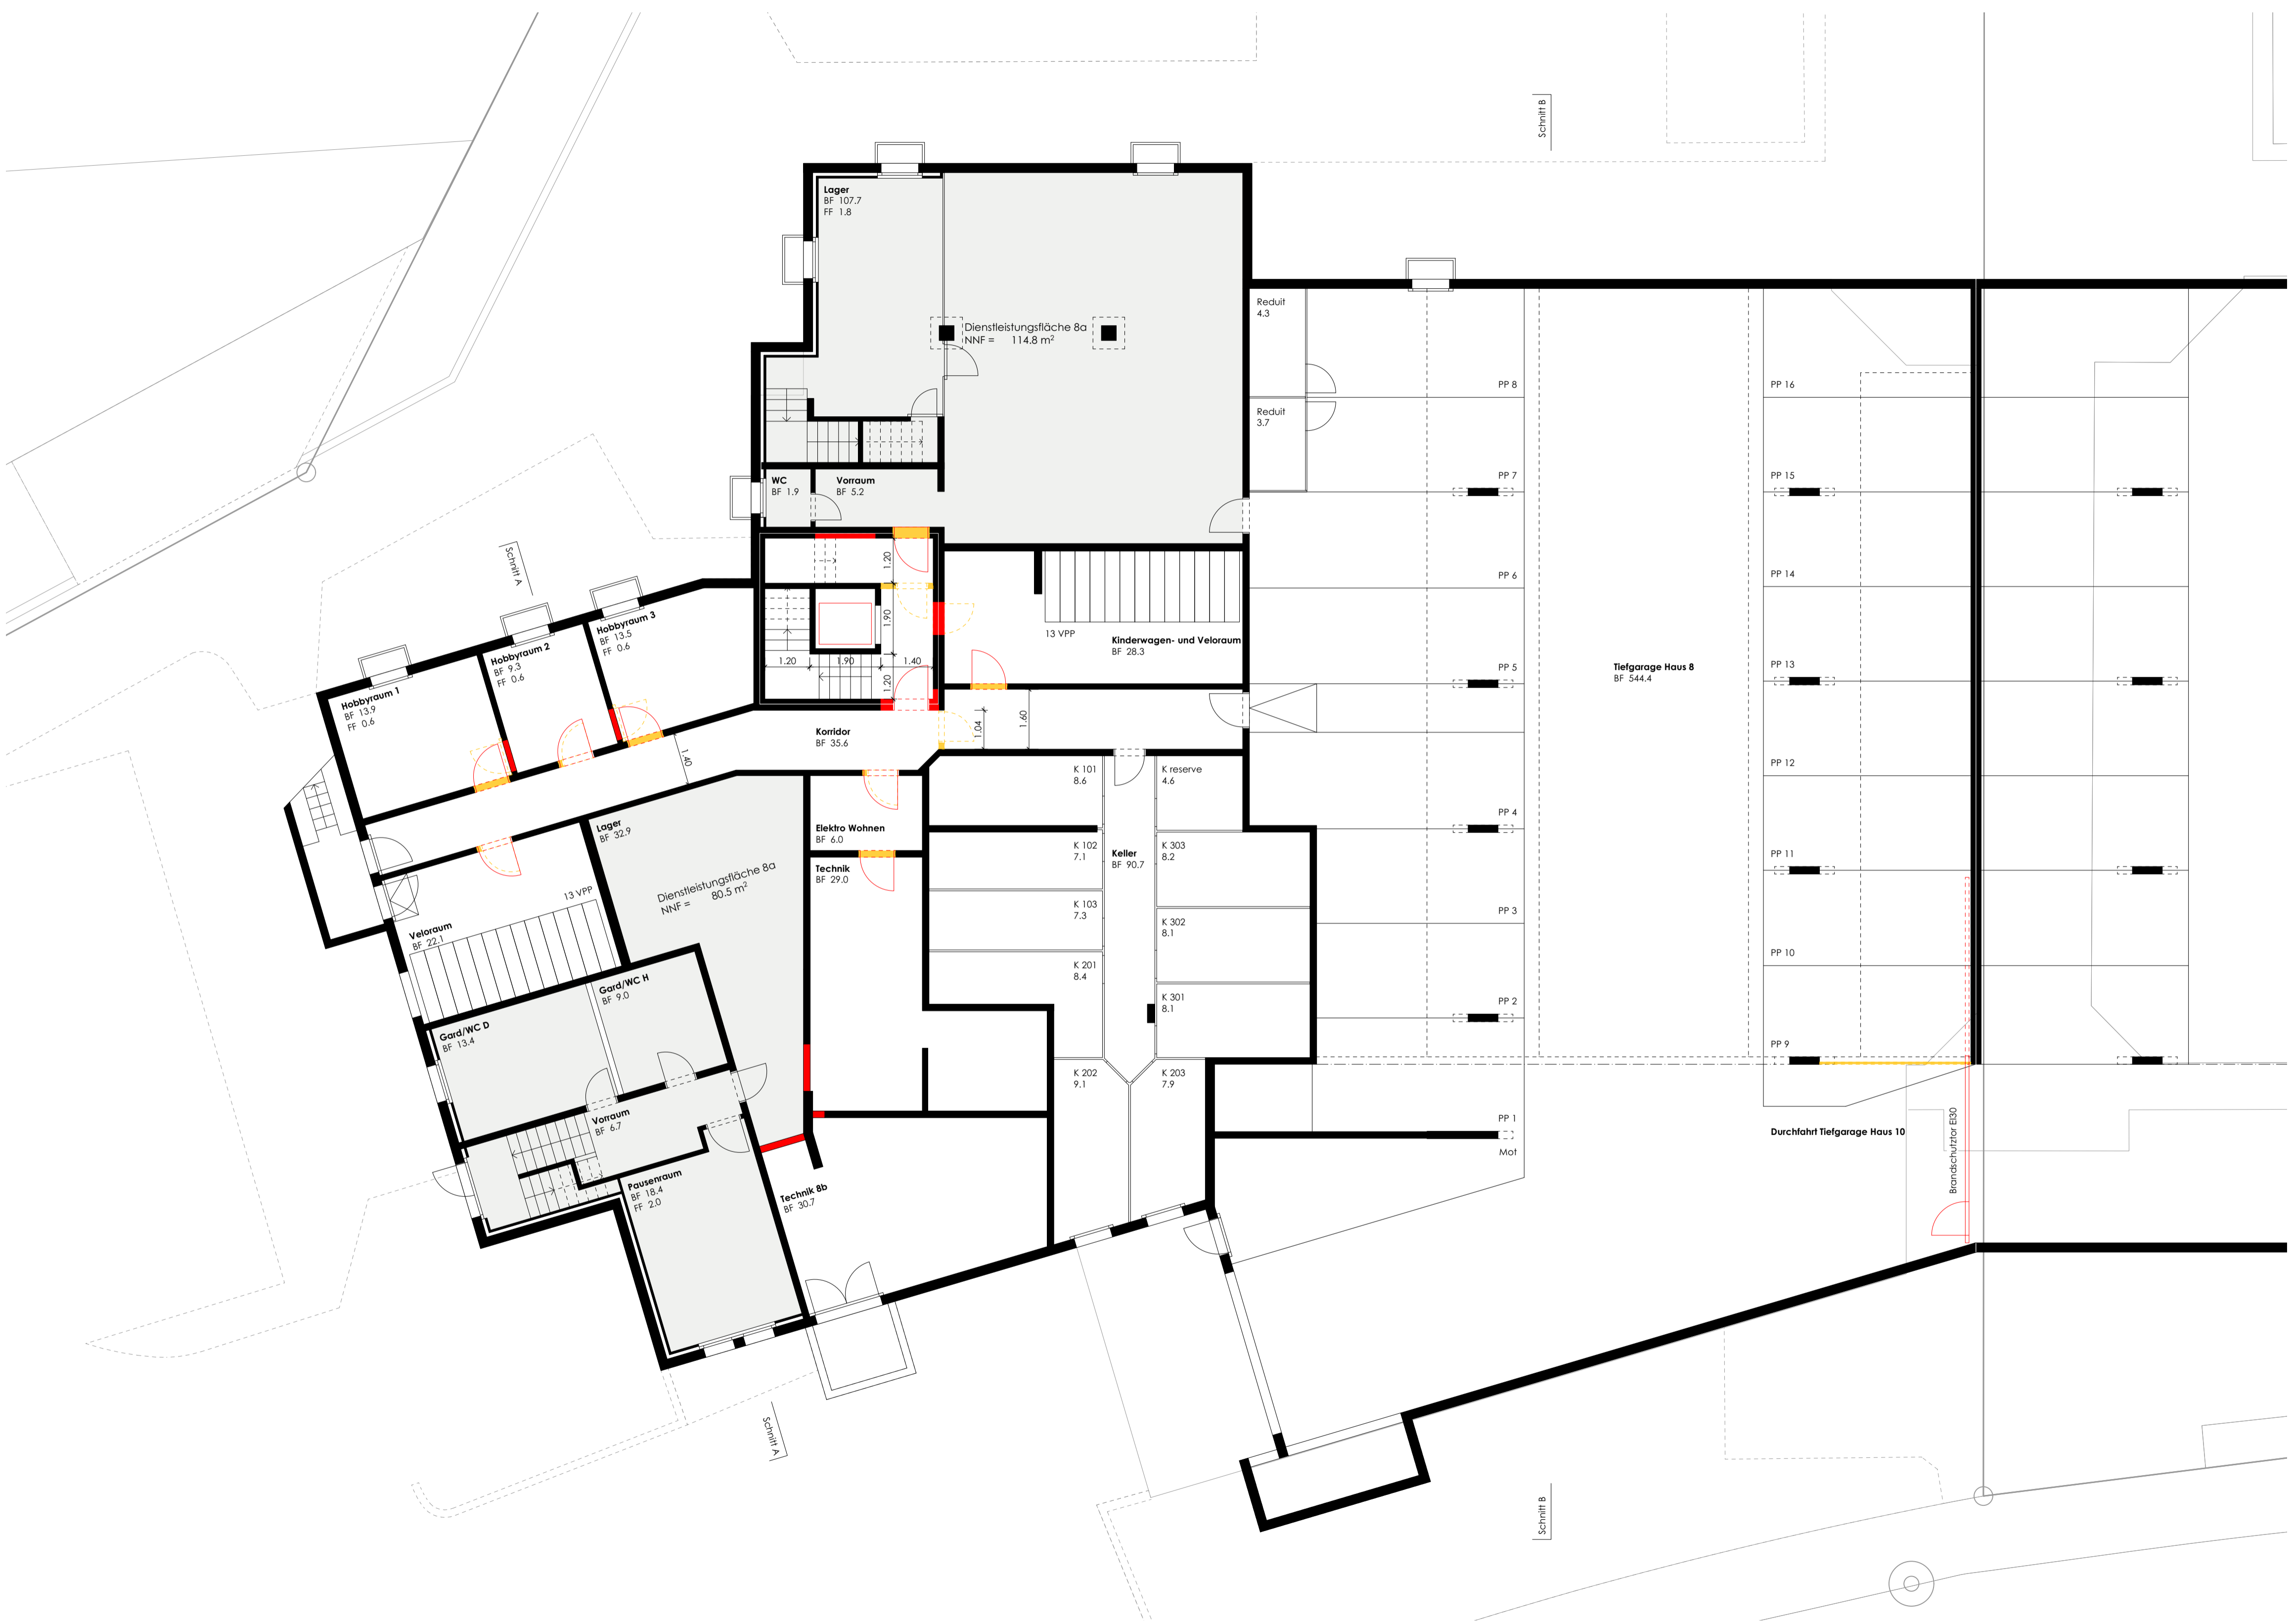 Schnitt B
Lager
BF 107.7
FF 1.8
Dienstleistungsfläche 8a
NNF = 114.8 m²
Reduit
4.3
Reduit
3.7
PP 8
PP 7
PP 6
PP 5
PP 4
PP 3
PP 2
PP 1
Mot
PP 16
PP 15
PP 14
PP 13
PP 12
PP 11
PP 10
PP 9
Tiefgarage Haus 8
BF 544.4
Durchfahrt Tiefgarage Haus 10
Brandschutztor EI30
WC
BF 1.9
Vorraum
BF 5.2
Schnitt A
1.20
1.90
1.20
1.20
1.90
1.40
13 VPP
Kinderwagen- und Veloraum
BF 28.3
1.04
1.60
Hobbyraum 1
BF 13.9
FF 0.6
Hobbyraum 2
BF 9.3
FF 0.6
Hobbyraum 3
BF 13.5
FF 0.6
1.40
Korridor
BF 35.6
Elektro Wohnen
BF 6.0
Technik
BF 29.0
K 101
8.6
K 102
7.1
K 103
7.3
K 201
8.4
K 202
9.1
K reserve
4.6
Keller
BF 90.7
K 303
8.2
K 302
8.1
K 301
8.1
K 203
7.9
Lager
BF 32.9
Dienstleistungsfläche 8a
NNF = 80.5 m²
13 VPP
Veloraum
BF 22.1
Gard/WC H
BF 9.0
Gard/WC D
BF 13.4
Vorraum
BF 6.7
Pausenraum
BF 18.4
FF 2.0
Technik 8b
BF 30.7
Schnitt A
Schnitt B